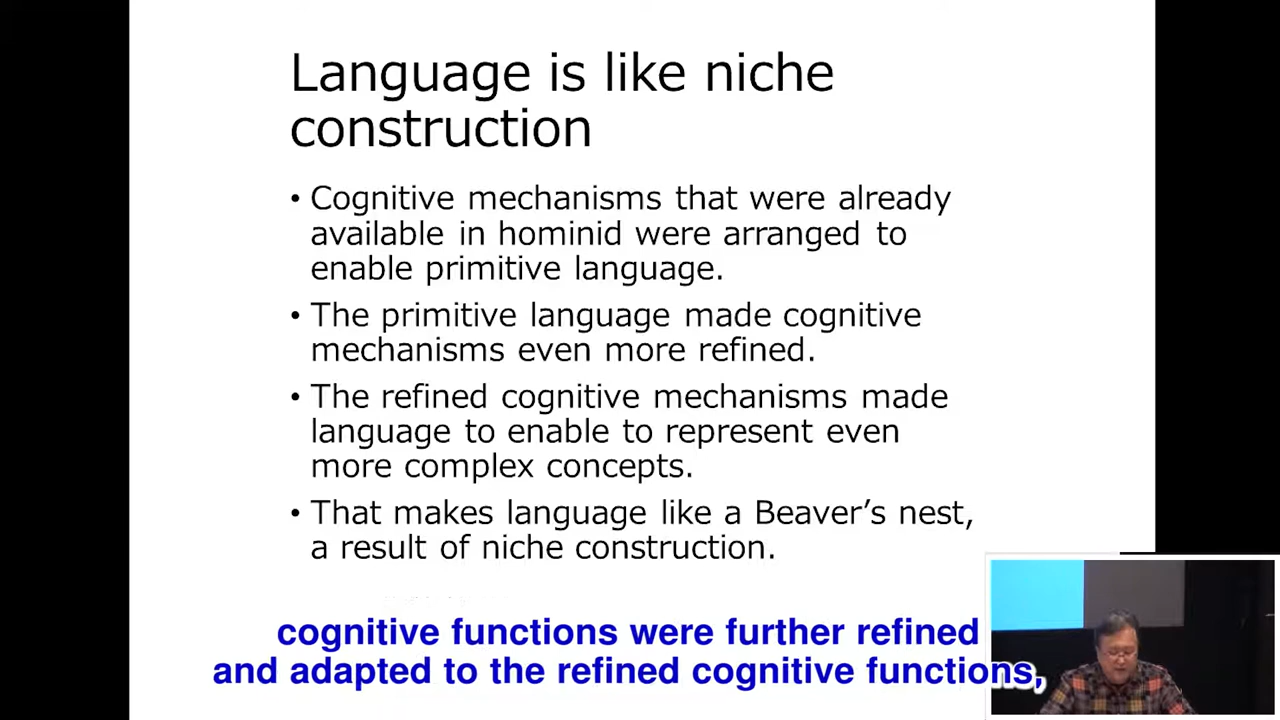 Language is like niche
construction
• Cognitive mechanisms that were already
available in hominid were arranged to
enable primitive language.
• The primitive language made cognitive
mechanisms even more refined.
• The refined cognitive mechanisms made
language to enable to represent even
more complex concepts.
• That makes language like a Beaver’s nest,
a result of niche construction.
cognitive functions were further refined
and adapted to the refined cognitive functions,